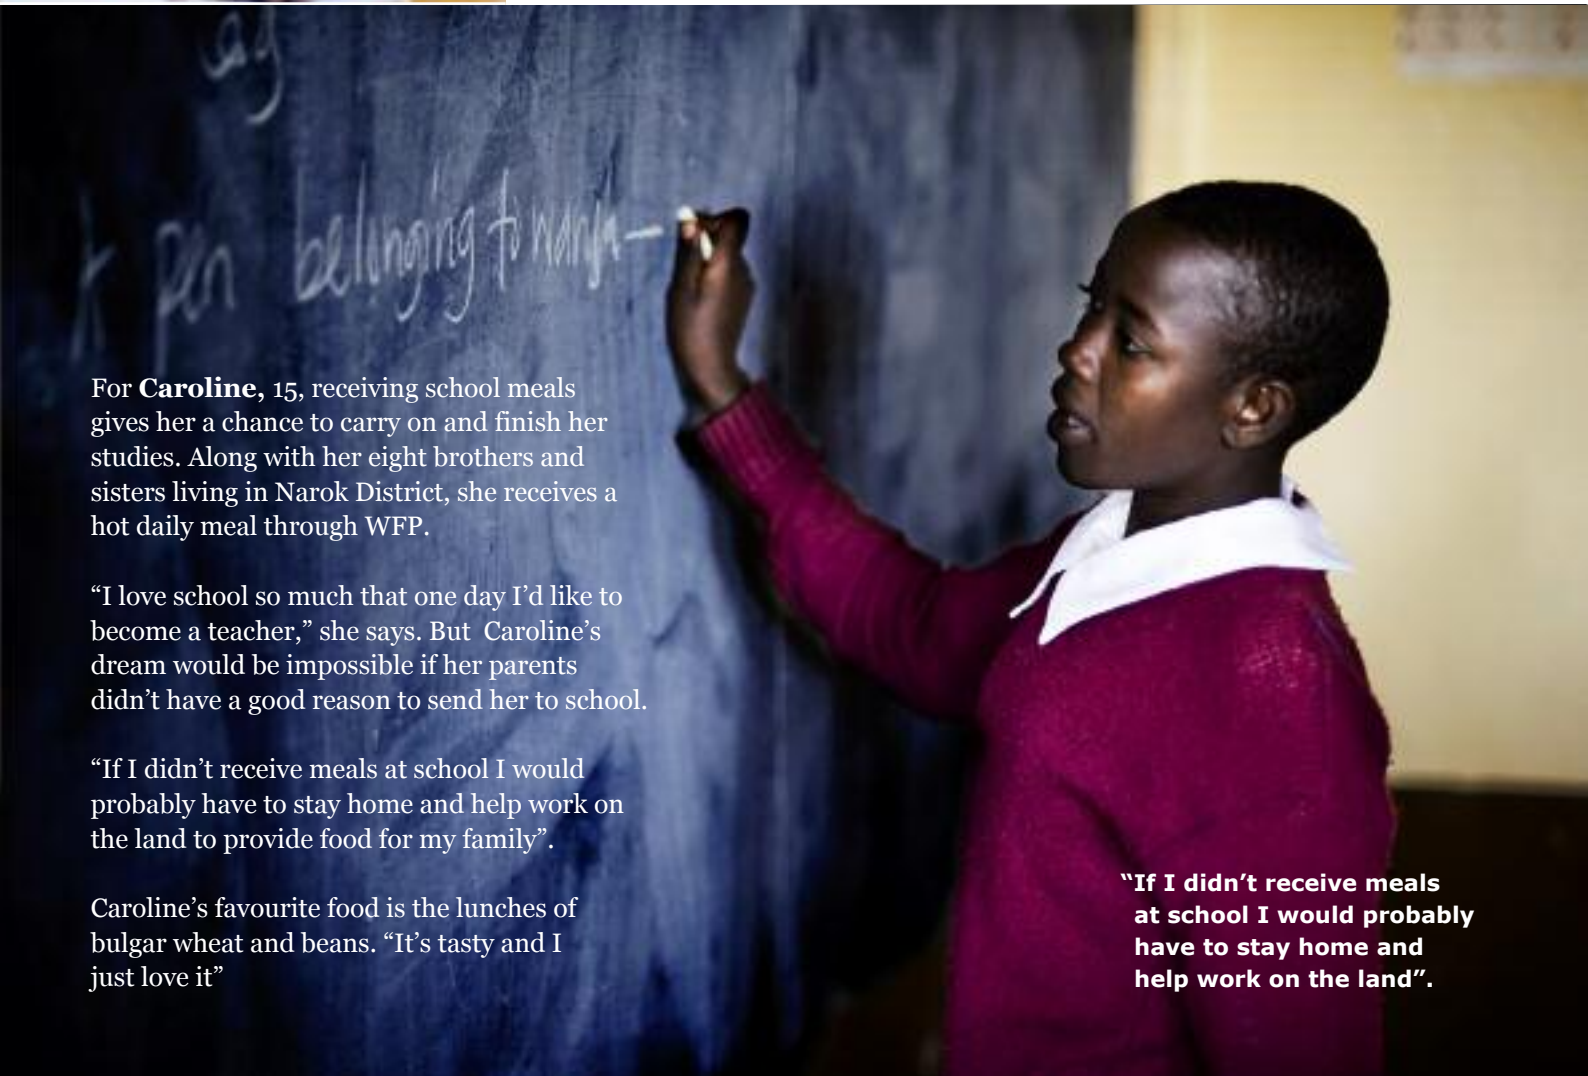 ag
pen belonging to wanja—
For Caroline, 15, receiving school meals
gives her a chance to carry on and finish her
studies. Along with her eight brothers and
sisters living in Narok District, she receives a
hot daily meal through WFP.
“I love school so much that one day I’d like to
become a teacher,” she says. But  Caroline’s
dream would be impossible if her parents
didn’t have a good reason to send her to school.
“If I didn’t receive meals at school I would
probably have to stay home and help work on
the land to provide food for my family”.
Caroline’s favourite food is the lunches of
bulgar wheat and beans. “It’s tasty and I
just love it”
“If I didn’t receive meals
at school I would probably
have to stay home and
help work on the land”.